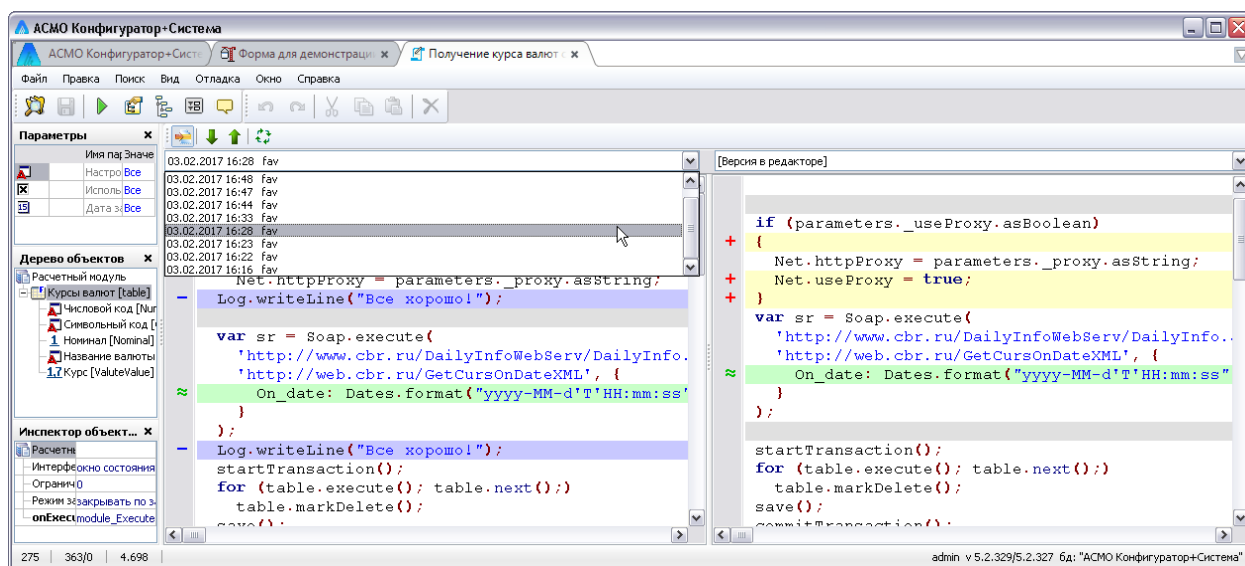 АСМО Конфигуратор+Система
АСМО Конфигуратор+Систе
Форма для демонстраци
Получение курса валют с
Файл Правка Поиск Вид Отладка Окно Справка
Параметры
Имя пар Значе
Настро Все
Исполь Все
Дата за Все
Дерево объектов
Расчетный модуль
Курсы валют [table]
Числовой код [Nur
Символьный код [
1 Номинал [Nominal]
Название валюты
1,7 Курс [ValuteValue]
Инспектор объект...
Расчетны
Интерфе окно состояния
Огранич 0
Режим за закрывать по з
onExecu module_Execute
03.02.2017 16:28 fav
03.02.2017 16:48 fav
03.02.2017 16:47 fav
03.02.2017 16:44 fav
03.02.2017 16:33 fav
03.02.2017 16:28 fav
03.02.2017 16:23 fav
03.02.2017 16:22 fav
03.02.2017 16:16 fav
Net.httpProxy = parameters._proxy.asString;
− Log.writeLine("Все хорошо!");
var sr = Soap.execute(
'http://www.cbr.ru/DailyInfoWebServ/DailyInfo.
'http://web.cbr.ru/GetCursOnDateXML', {
≈ On_date: Dates.format("yyyy-MM-d'T'HH:mm:ss"
}
);
− Log.writeLine("Все хорошо!");
startTransaction();
for (table.execute(); table.next();)
table.markDelete();
save();
[Версия в редакторе]
if (parameters._useProxy.asBoolean)
+ {
Net.httpProxy = parameters._proxy.asString;
+ Net.useProxy = true;
+ }
var sr = Soap.execute(
'http://www.cbr.ru/DailyInfoWebServ/DailyInfo.
'http://web.cbr.ru/GetCursOnDateXML', {
≈ On_date: Dates.format("yyyy-MM-d'T'HH:mm:ss"
}
);
startTransaction();
for (table.execute(); table.next();)
table.markDelete();
save();
commitTransaction();
275 363/0 4.698
admin v 5.2.329/5.2.327 бд: "АСМО Конфигуратор+Система"